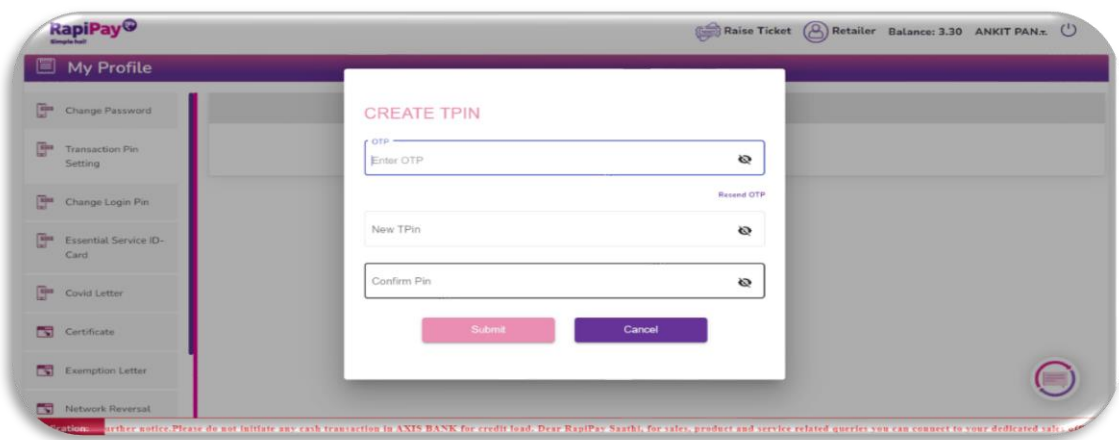 RapiPay
Simple hai!
Raise Ticket
Retailer
Balance: 3.30
ANKIT PAN..
My Profile
Change Password
Transaction Pin
Setting
Change Login Pin
Essential Service ID-
Card
Covid Letter
Certificate
Exemption Letter
Network Reversal
CREATE TPIN
OTP
Enter OTP
Resend OTP
New TPin
Confirm Pin
Submit
Cancel
further notice.Please do not initiate any cash transaction in AXIS BANK for credit load. Dear RapiPay Saathi, for sales, product and service related queries you can connect to your dedicated sales